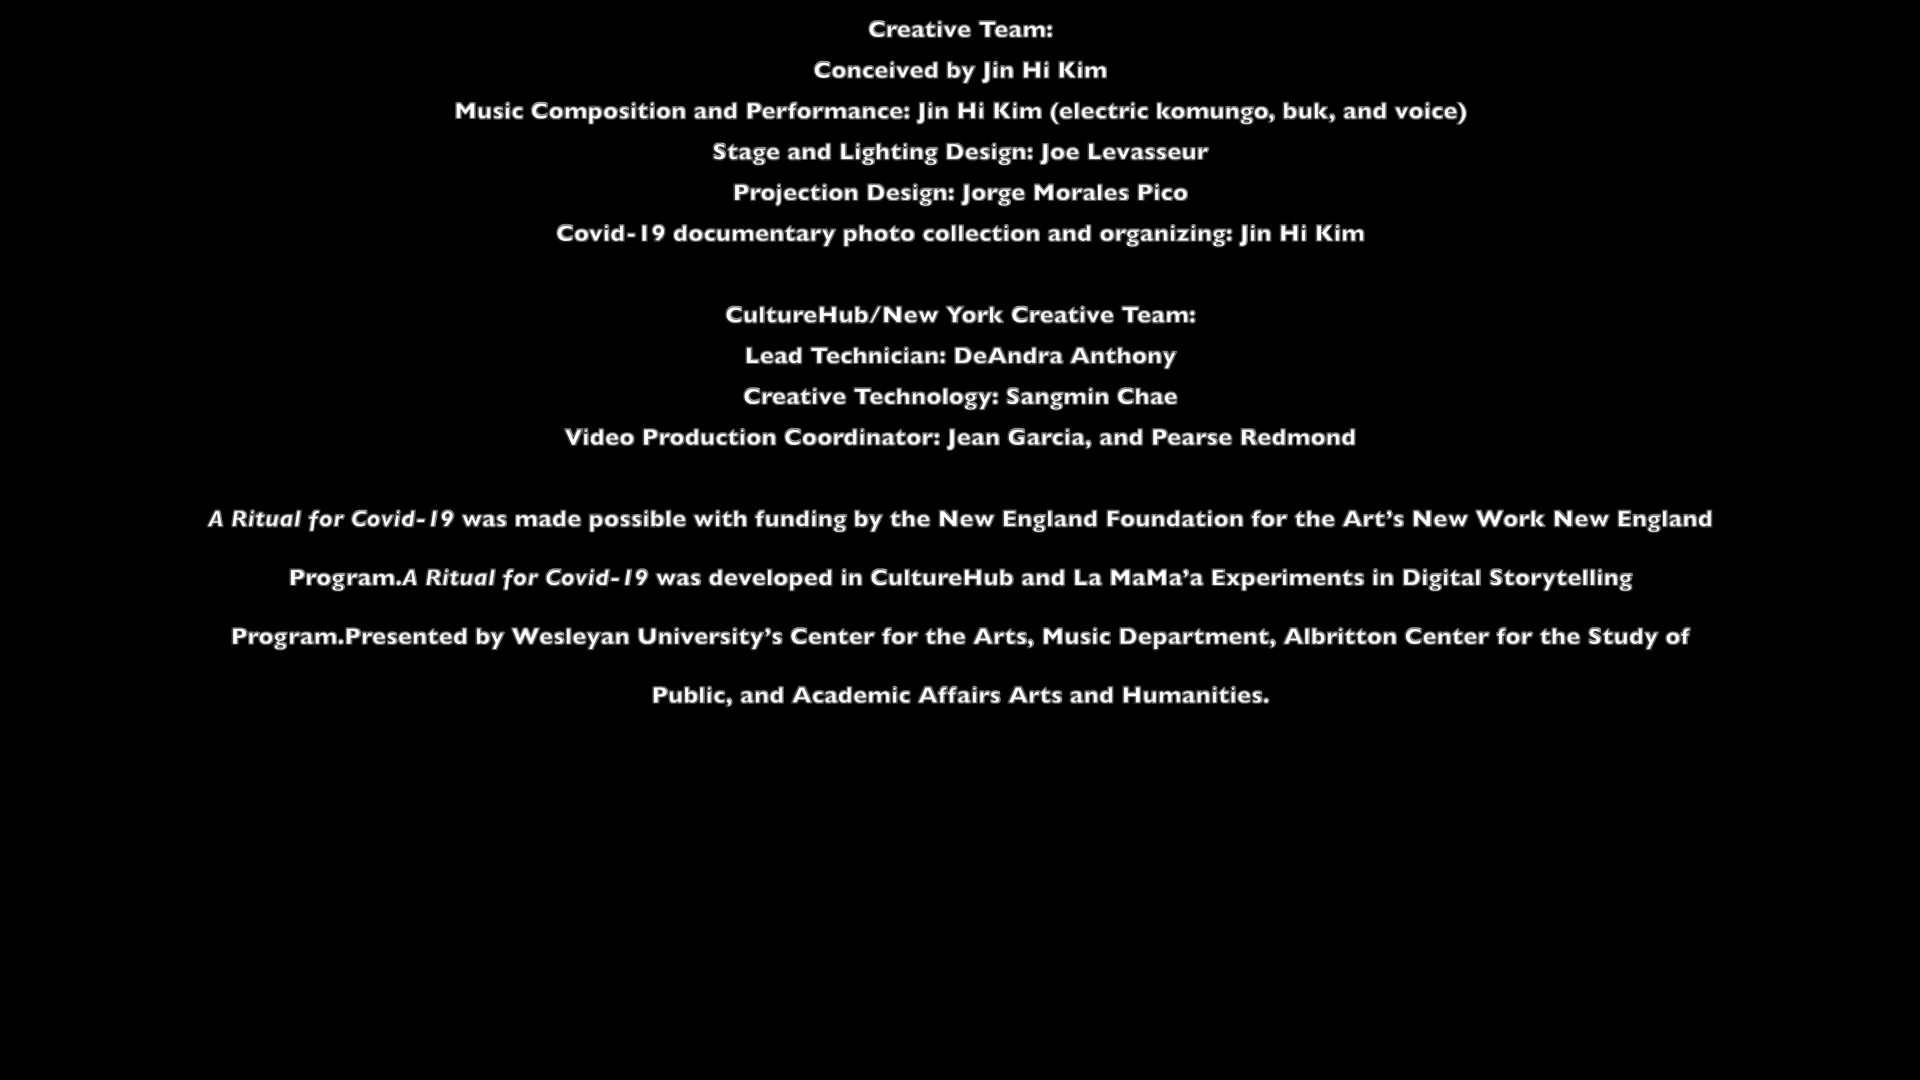 Creative Team:
Conceived by Jin Hi Kim
Music Composition and Performance: Jin Hi Kim (electric komungo, buk, and voice)
Stage and Lighting Design: Joe Levasseur
Projection Design: Jorge Morales Pico
Covid-19 documentary photo collection and organizing: Jin Hi Kim
CultureHub/New York Creative Team:
Lead Technician: DeAndra Anthony
Creative Technology: Sangmin Chae
Video Production Coordinator: Jean Garcia, and Pearse Redmond
A Ritual for Covid-19 was made possible with funding by the New England Foundation for the Art’s New Work New England
Program.A Ritual for Covid-19 was developed in CultureHub and La MaMa’a Experiments in Digital Storytelling
Program.Presented by Wesleyan University’s Center for the Arts, Music Department, Albritton Center for the Study of
Public, and Academic Affairs Arts and Humanities.